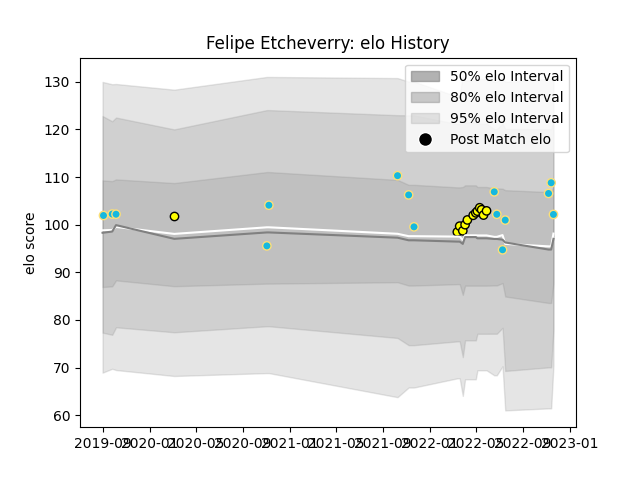 Felipe Etcheverry: elo History
50% elo Interval
80% elo Interval
95% elo Interval
Post Match elo
elo score
130
120
110
100
90
80
70
60
2019-09 2020-01 2020-05 2020-09 2021-01 2021-05 2021-09 2022-01 2022-05 2022-09 2023-01